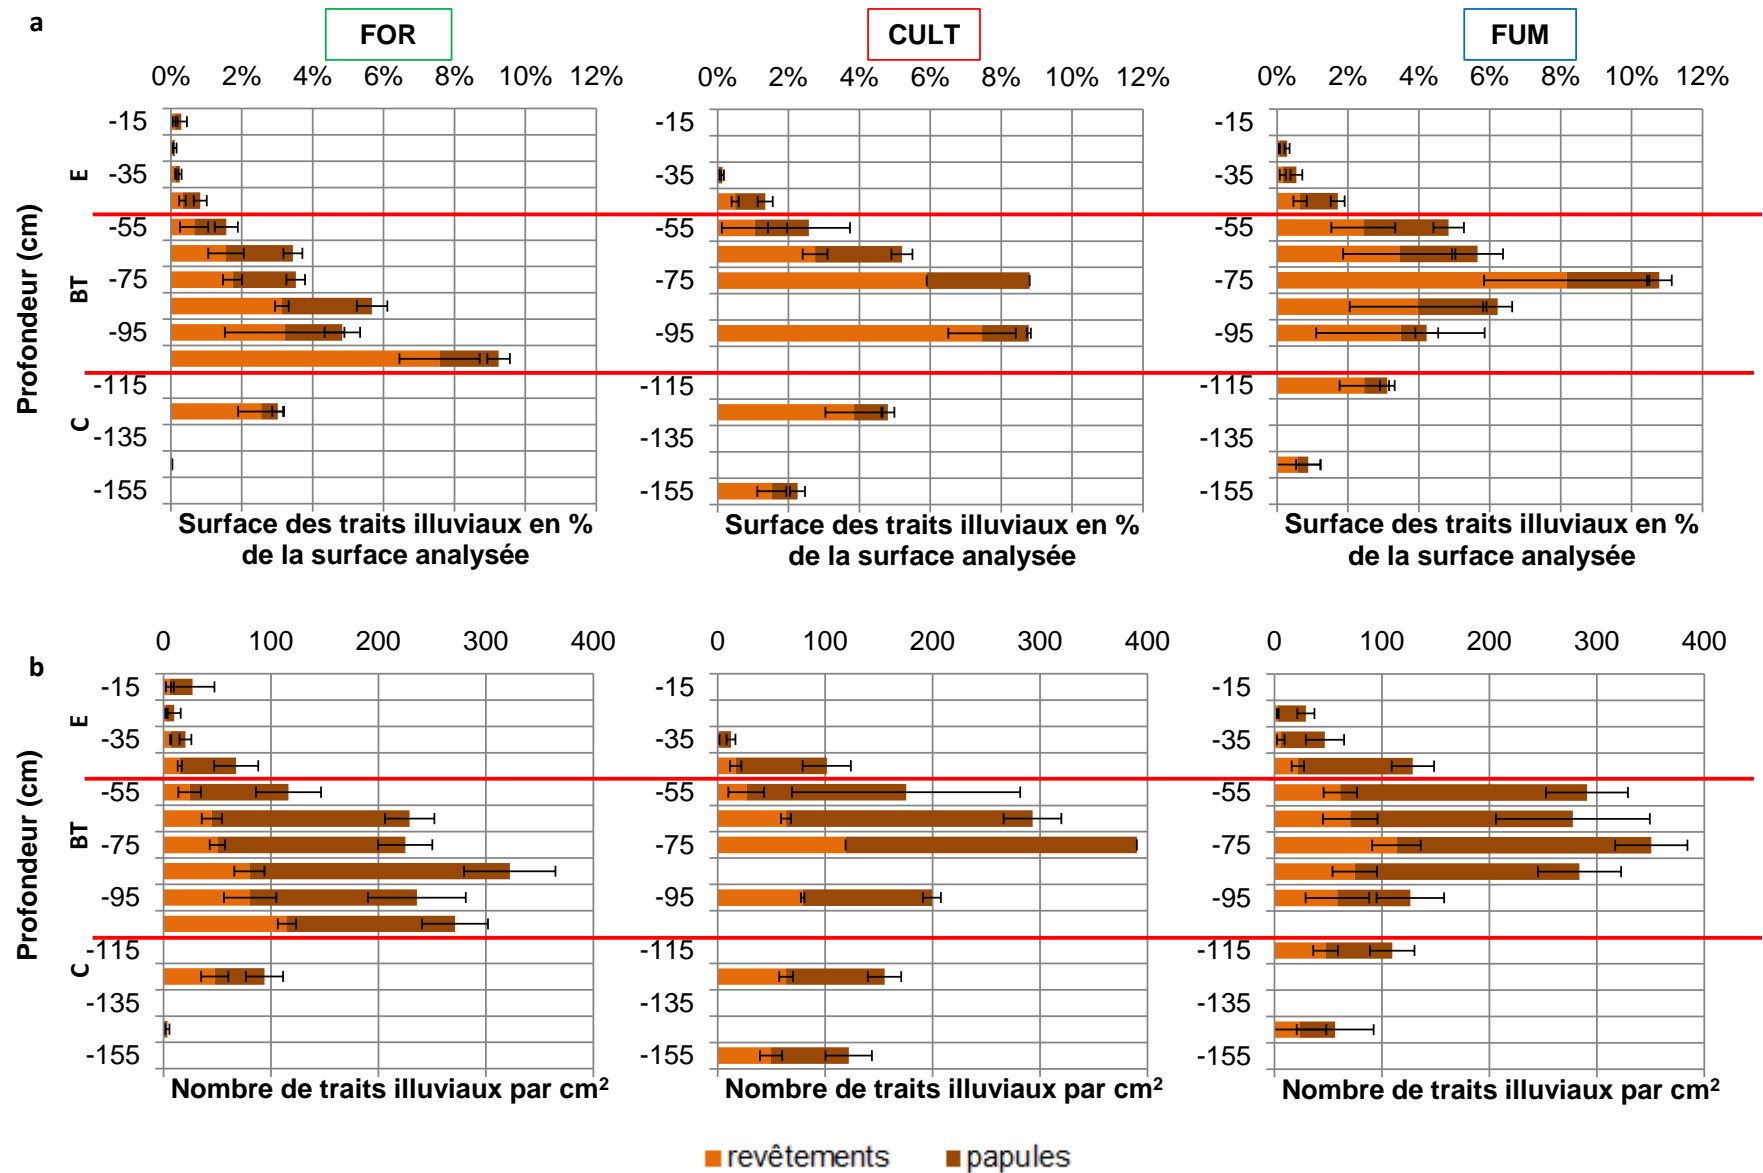 a
FOR
CULT
FUM
0% 2% 4% 6% 8% 10% 12%
0% 2% 4% 6% 8% 10% 12%
0% 2% 4% 6% 8% 10% 12%
Profondeur (cm)
E
BT
C
-15
-35
-55
-75
-95
-115
-135
-155
-15
-35
-55
-75
-95
-115
-135
-155
-15
-35
-55
-75
-95
-115
-135
-155
Surface des traits illuviaux en %
de la surface analysée
Surface des traits illuviaux en %
de la surface analysée
Surface des traits illuviaux en %
de la surface analysée
b
0 100 200 300 400
0 100 200 300 400
0 100 200 300 400
Profondeur (cm)
E
BT
C
-15
-35
-55
-75
-95
-115
-135
-155
-15
-35
-55
-75
-95
-115
-135
-155
-15
-35
-55
-75
-95
-115
-135
-155
Nombre de traits illuviaux par cm²
Nombre de traits illuviaux par cm²
Nombre de traits illuviaux par cm²
revêtements papules